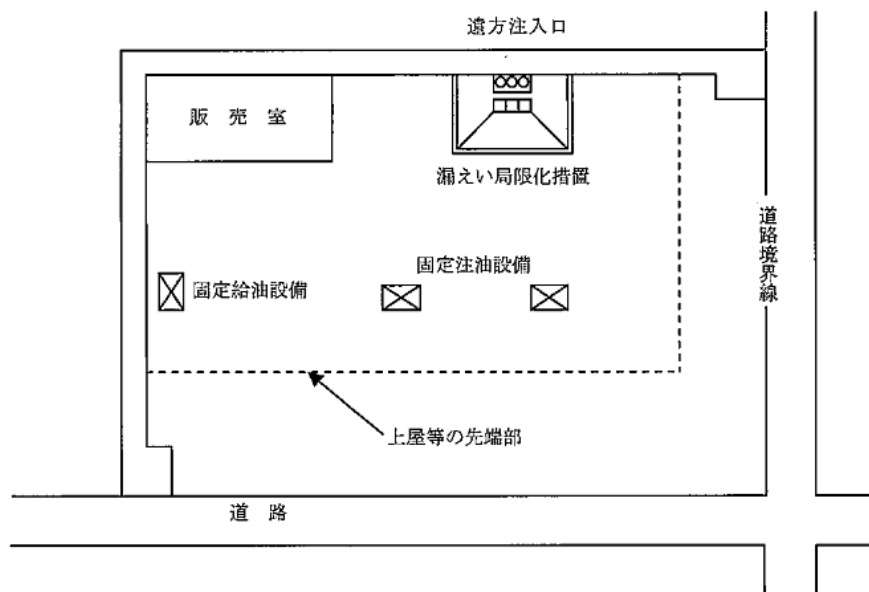 遠方注入口
販売室
漏えい局限化措置
道路境界線
固定注油設備
固定給油設備
上屋等の先端部
道路